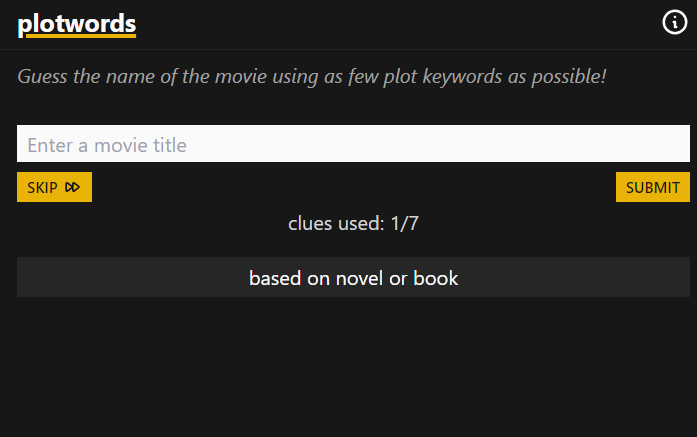 plotwords
Guess the name of the movie using as few plot keywords as possible!
Enter a movie title
SKIP
SUBMIT
clues used: 1/7
based on novel or book